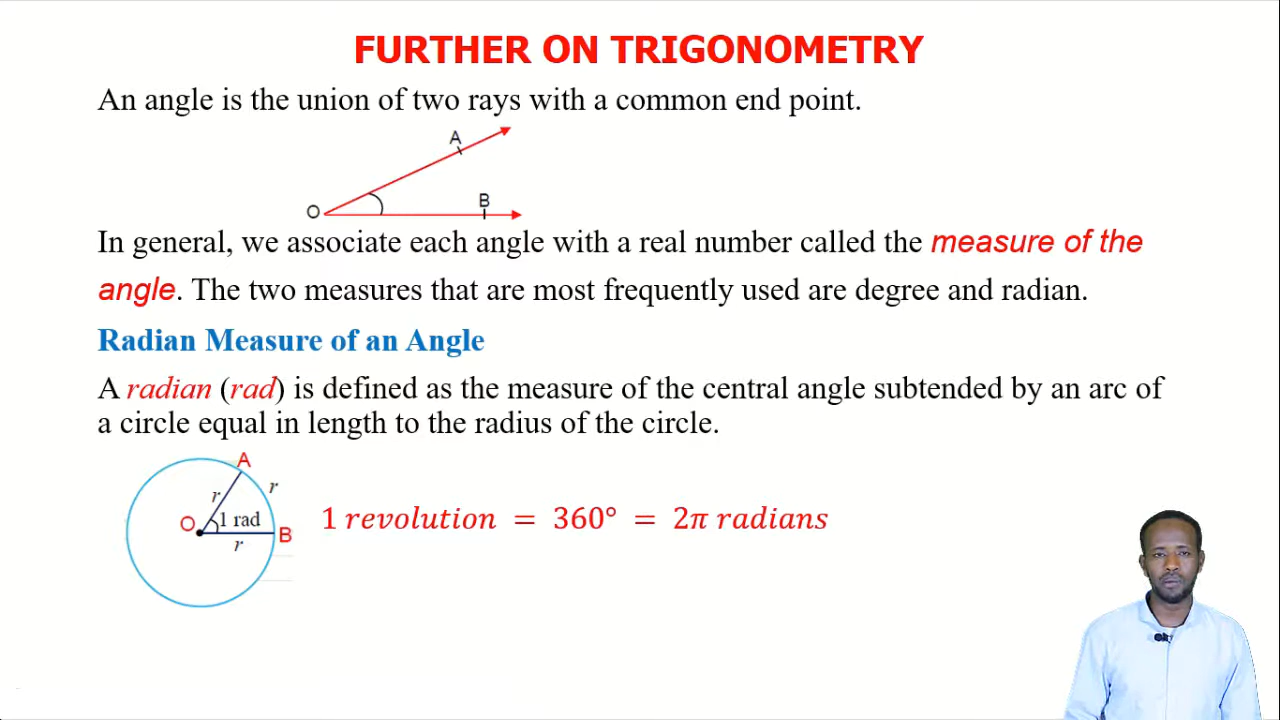 FURTHER ON TRIGONOMETRY
An angle is the union of two rays with a common end point.
A
B
O
In general, we associate each angle with a real number called the measure of the
angle. The two measures that are most frequently used are degree and radian.
Radian Measure of an Angle
A radian (rad) is defined as the measure of the central angle subtended by an arc of
a circle equal in length to the radius of the circle.
A
r
r
O
1 rad
B
r
1 revolution = 360° = 2π radians